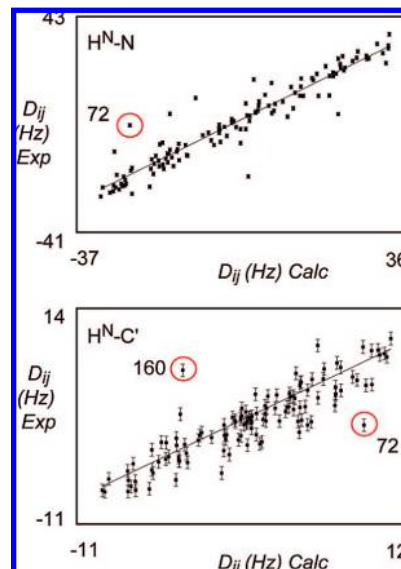 43
H^N-N
D_ij
(Hz)
Exp
72
-41
-37
36
D_ij (Hz) Calc
14
H^N-C'
160
D_ij
(Hz)
Exp
72
-11
-11
12
D_ij (Hz) Calc